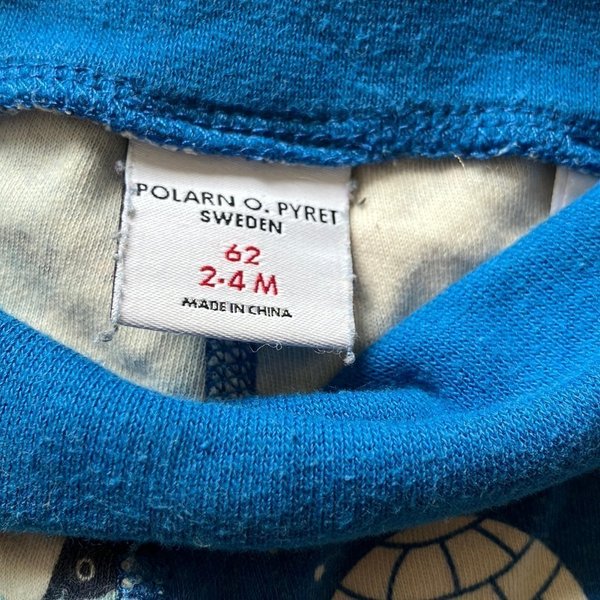 POLARN O. PYRET
SWEDEN
62
2-4 M
MADE IN CHINA